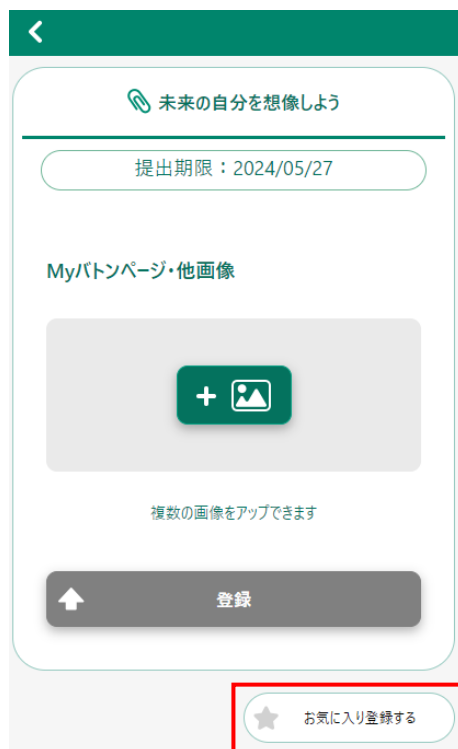 未来の自分を想像しよう
提出期限：2024/05/27
Myバトンページ・他画像
複数の画像をアップできます
登録
お気に入り登録する